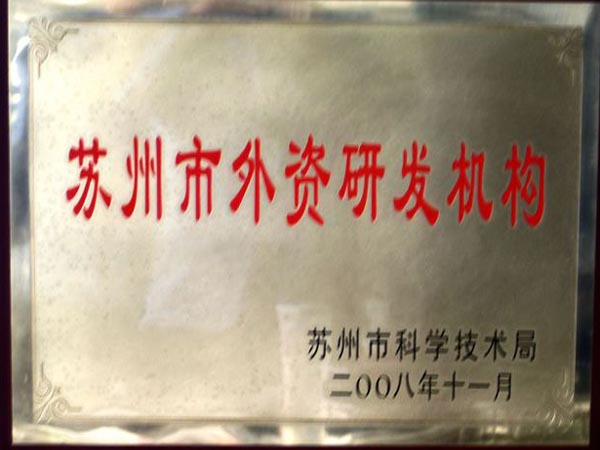 苏州市外资研发机构
苏州市科学技术局
二〇〇八年十一月